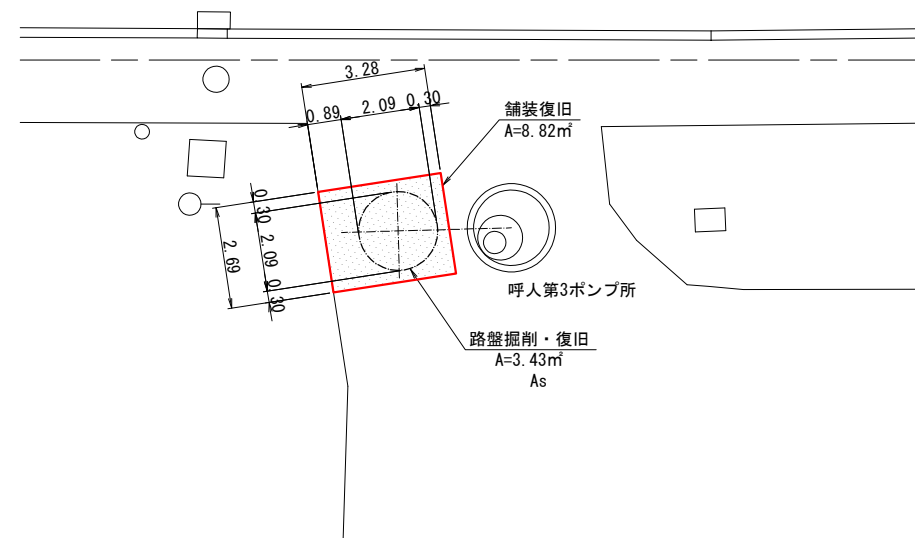 3.28
0.89
2.09
0.30
舗装復旧
A=8.82㎡
0.30
2.09
0.30
2.69
呼人第3ポンプ所
路盤掘削・復旧
A=3.43㎡
As